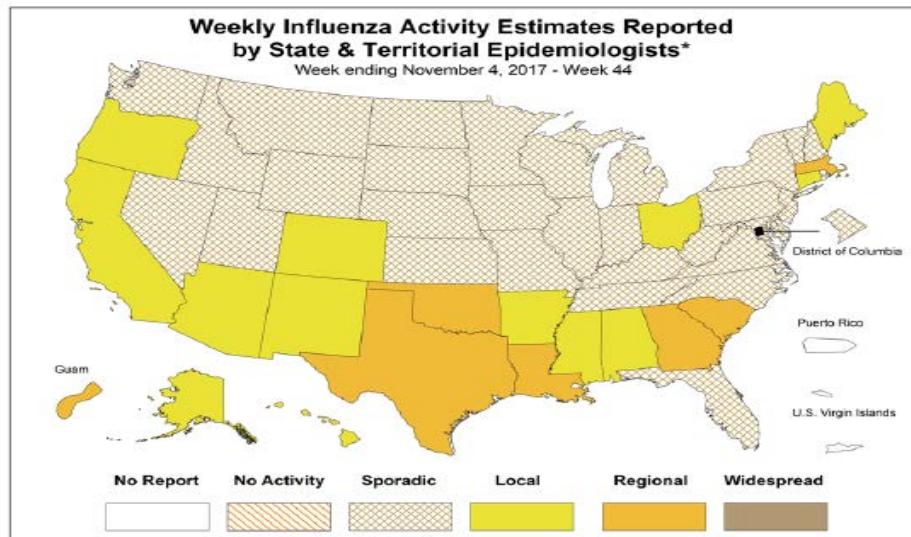 Weekly Influenza Activity Estimates Reported
by State & Territorial Epidemiologists*
Week ending November 4, 2017 - Week 44
District of Columbia
Puerto Rico
Guam
U.S. Virgin Islands
No Report No Activity Sporadic Local Regional Widespread